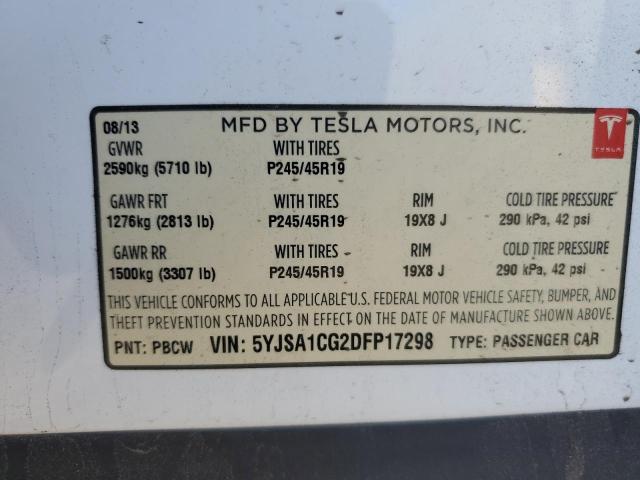 08/13 MFD BY TESLA MOTORS, INC.
TESLA
GVWR WITH TIRES
2590kg (5710 lb) P245/45R19
GAWR FRT WITH TIRES RIM COLD TIRE PRESSURE
1276kg (2813 lb) P245/45R19 19X8 J 290 kPa, 42 psi
GAWR RR WITH TIRES RIM COLD TIRE PRESSURE
1500kg (3307 lb) P245/45R19 19X8 J 290 kPa, 42 psi
THIS VEHICLE CONFORMS TO ALL APPLICABLE U.S. FEDERAL MOTOR VEHICLE SAFETY, BUMPER, AND
THEFT PREVENTION STANDARDS IN EFFECT ON THE DATE OF MANUFACTURE SHOWN ABOVE.
PNT: PBCW VIN: 5YJSA1CG2DFP17298 TYPE: PASSENGER CAR